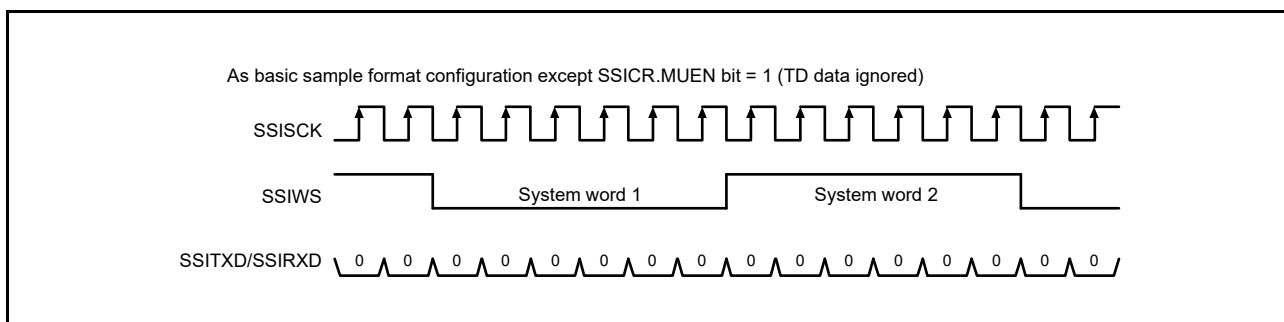 As basic sample format configuration except SSICR.MUEN bit = 1 (TD data ignored)
SSISCK
SSIWS System word 1 System word 2
SSITXD/SSIRXD 0 0 0 0 0 0 0 0 0 0 0 0 0 0 0 0